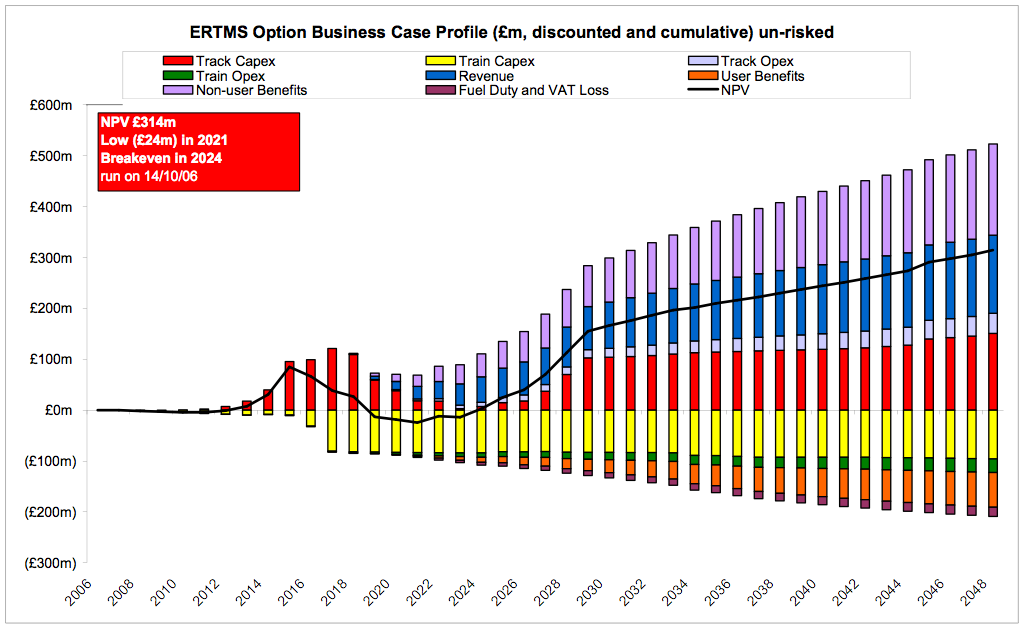 ERTMS Option Business Case Profile (£m, discounted and cumulative) un-risked
Track Capex Train Capex Track Opex
Train Opex Revenue User Benefits
Non-user Benefits Fuel Duty and VAT Loss NPV
£600m
NPV £314m
Low (£24m) in 2021
Breakeven in 2024
run on 14/10/06
£500m
£400m
£300m
£200m
£100m
£0m
(£100m)
(£200m)
(£300m)
2006 2008 2010 2012 2014 2016 2018 2020 2022 2024 2026 2028 2030 2032 2034 2036 2038 2040 2042 2044 2046 2048